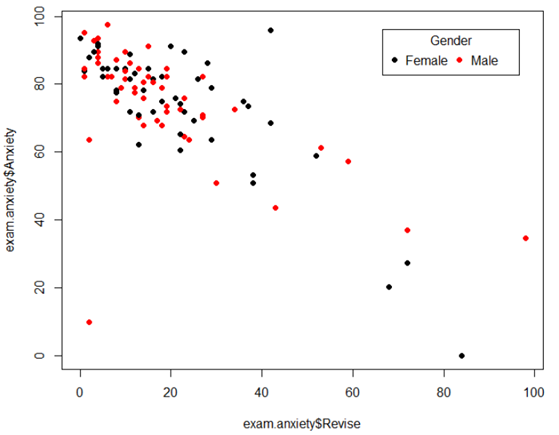 Gender
Female Male
100
80
60
40
20
0
exam.anxiety$Anxiety
0 20 40 60 80 100
exam.anxiety$Revise